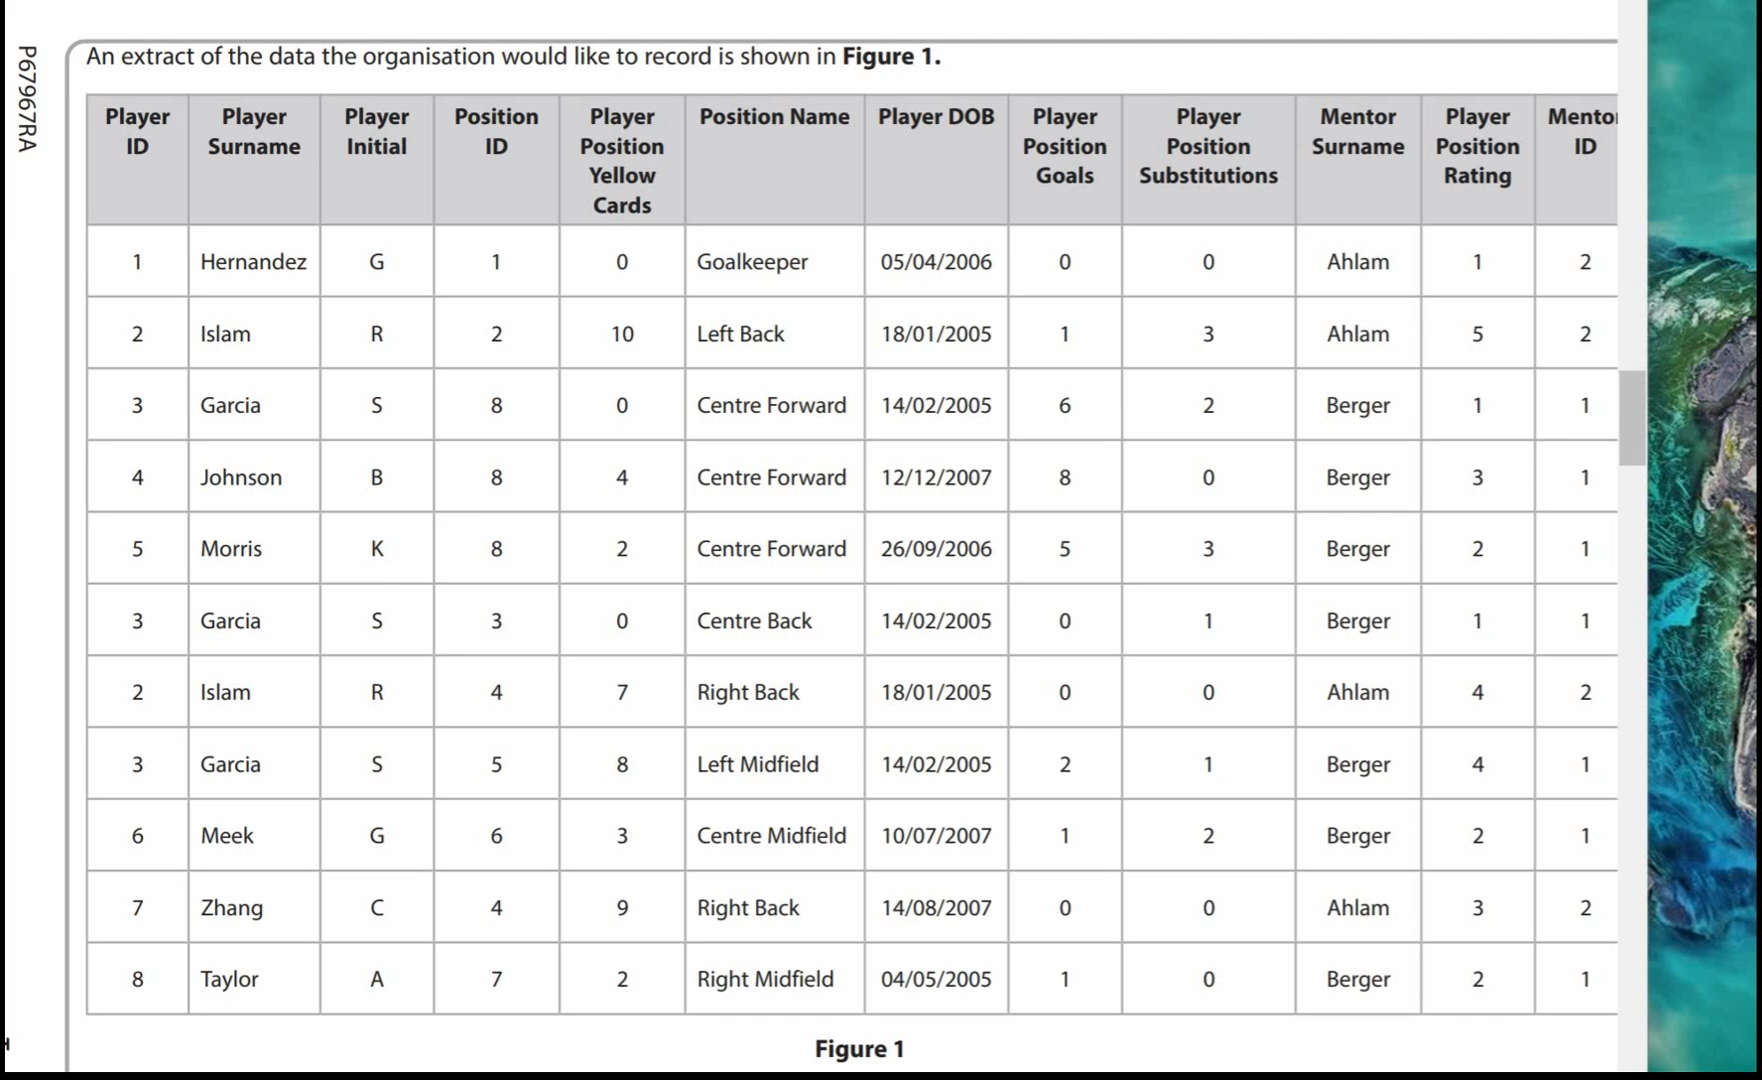 P67967RA
An extract of the data the organisation would like to record is shown in Figure 1.
Player ID Player Surname Player Initial Position ID Player Position Yellow Cards Position Name Player DOB Player Position Goals Player Position Substitutions Mentor Surname Player Position Rating Mento ID
1 Hernandez G 1 0 Goalkeeper 05/04/2006 0 0 Ahlam 1 2
2 Islam R 2 10 Left Back 18/01/2005 1 3 Ahlam 5 2
3 Garcia S 8 0 Centre Forward 14/02/2005 6 2 Berger 1 1
4 Johnson B 8 4 Centre Forward 12/12/2007 8 0 Berger 3 1
5 Morris K 8 2 Centre Forward 26/09/2006 5 3 Berger 2 1
3 Garcia S 3 0 Centre Back 14/02/2005 0 1 Berger 1 1
2 Islam R 4 7 Right Back 18/01/2005 0 0 Ahlam 4 2
3 Garcia S 5 8 Left Midfield 14/02/2005 2 1 Berger 4 1
6 Meek G 6 3 Centre Midfield 10/07/2007 1 2 Berger 2 1
7 Zhang C 4 9 Right Back 14/08/2007 0 0 Ahlam 3 2
8 Taylor A 7 2 Right Midfield 04/05/2005 1 0 Berger 2 1
Figure 1